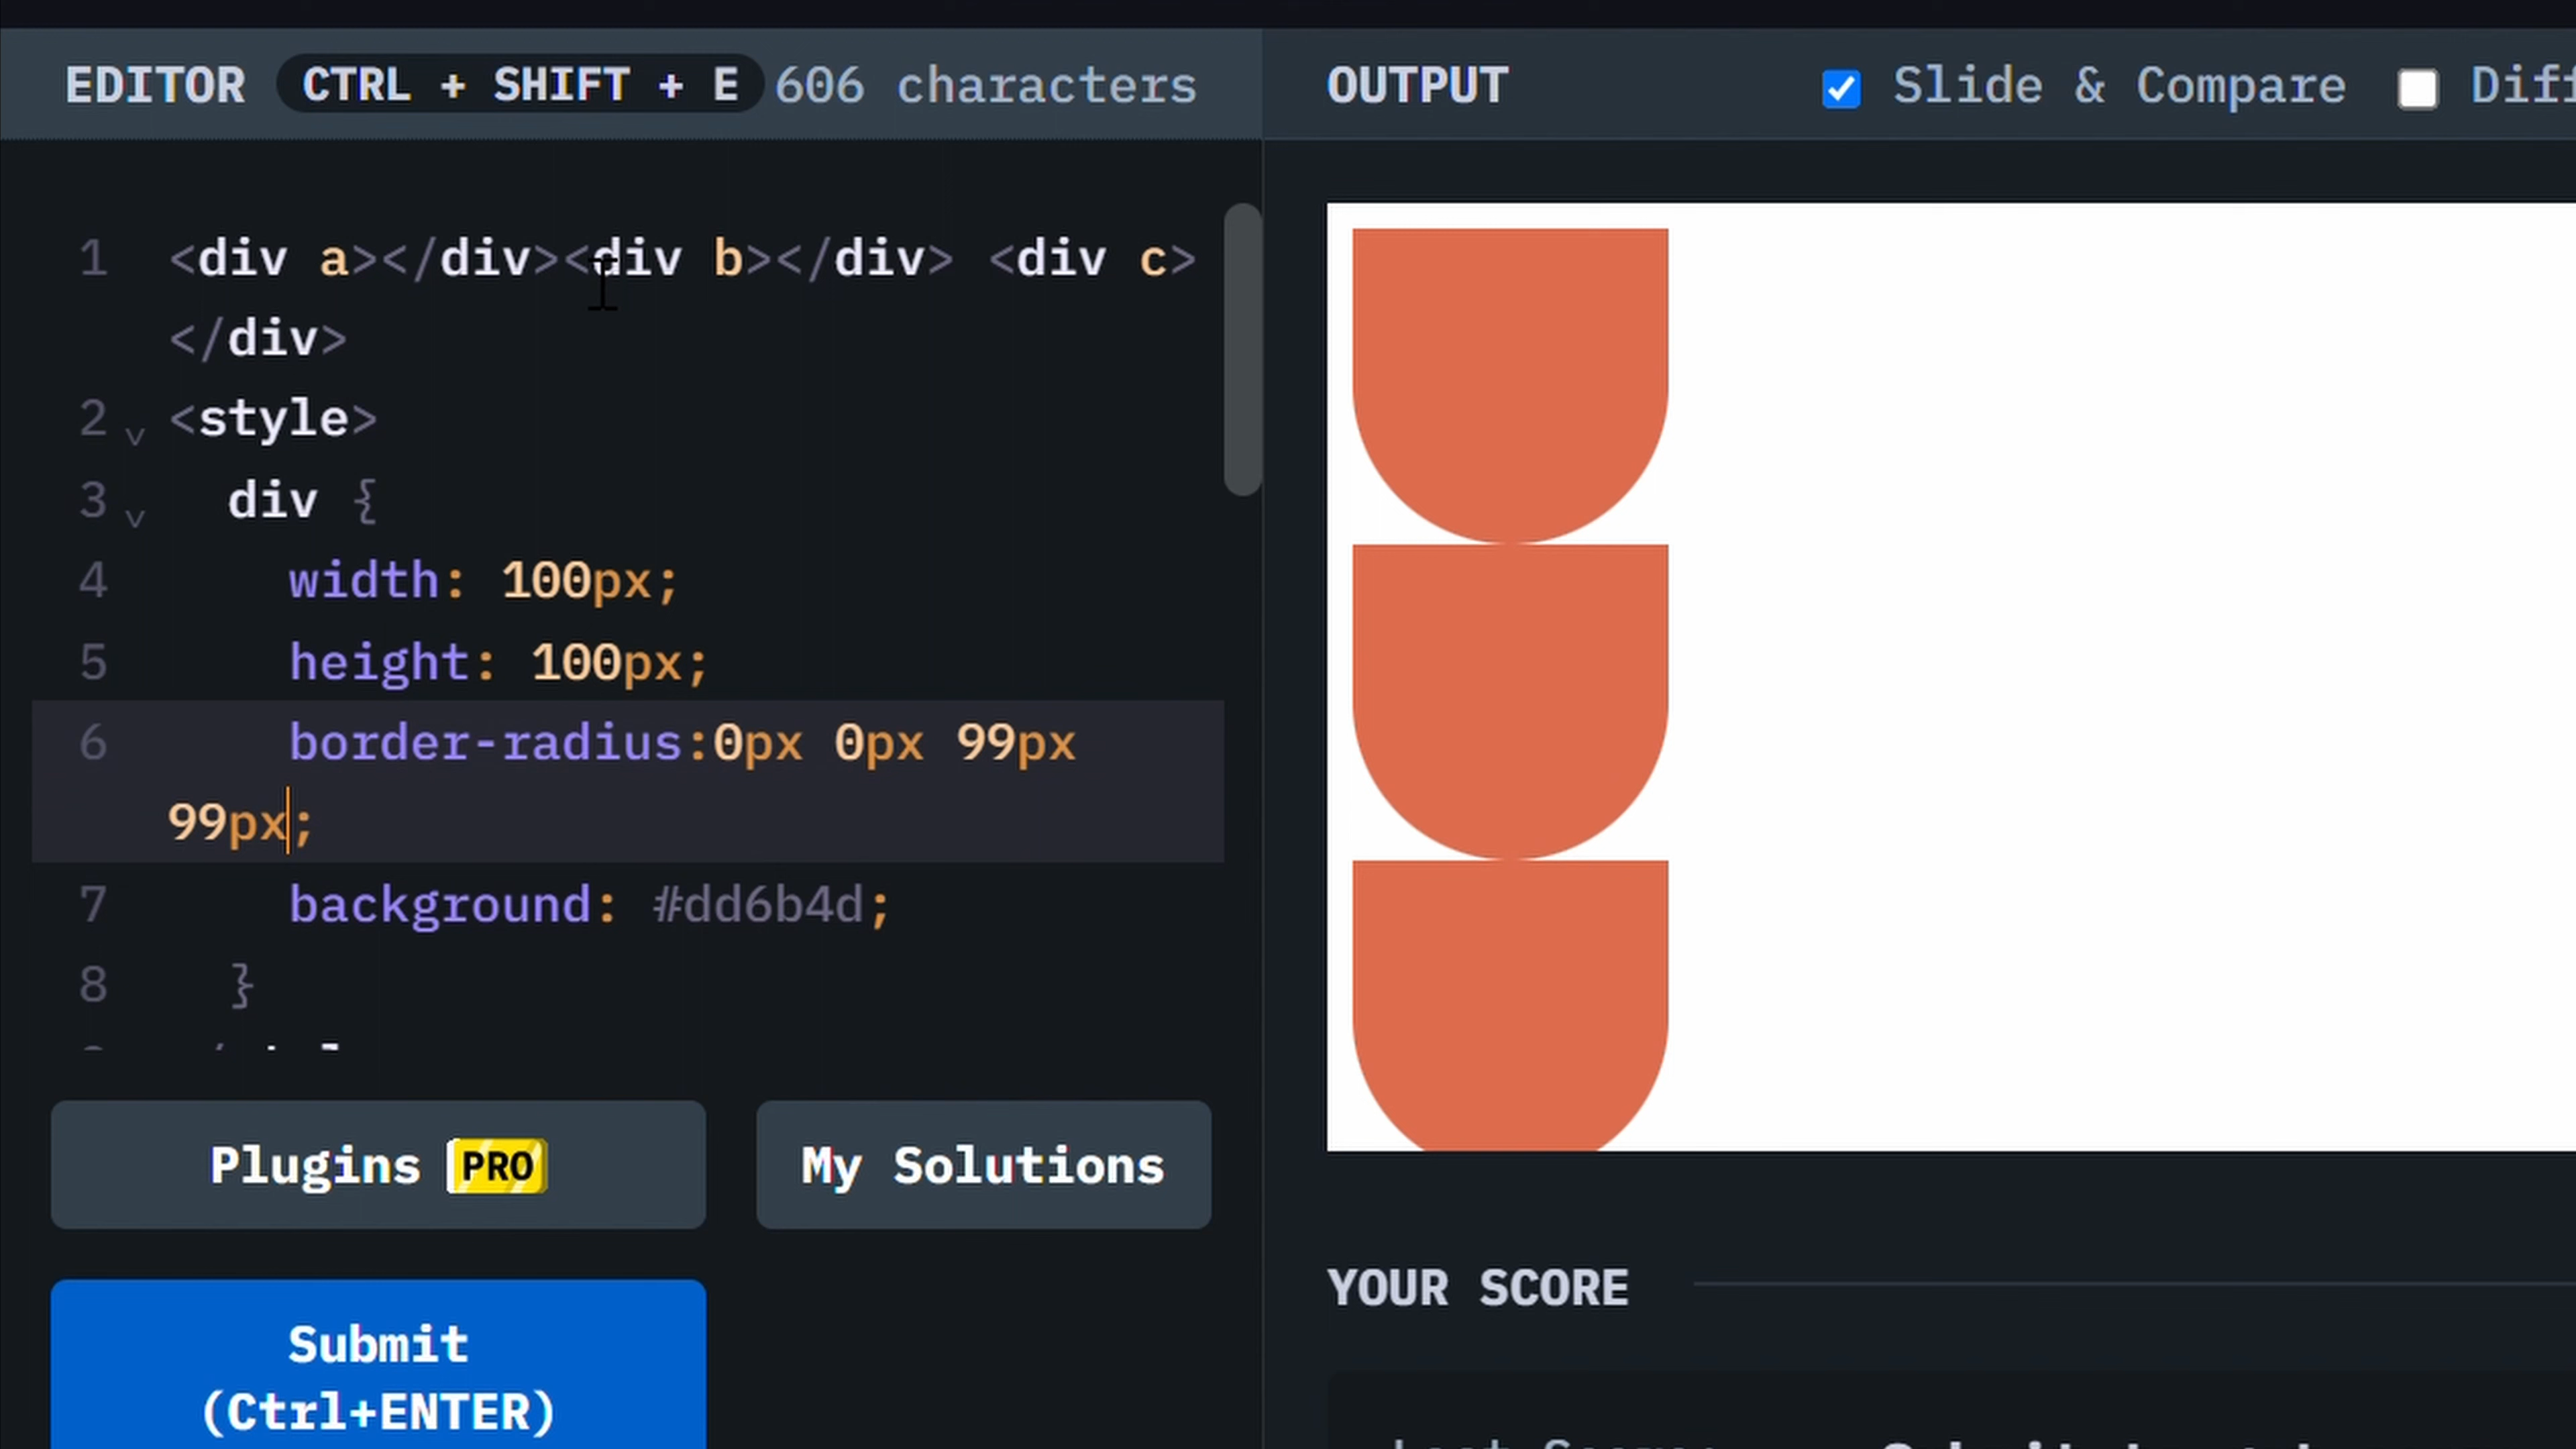 EDITOR CTRL + SHIFT + E 606 characters
1 <div a></div><div b></div> <div c>
</div>
2 <style>
3 div {
4 width: 100px;
5 height: 100px;
6 border-radius:0px 0px 99px
99px;
7 background: #dd6b4d;
8 }
Plugins PRO
My Solutions
Submit
(Ctrl+ENTER)
OUTPUT Slide & Compare
YOUR SCORE